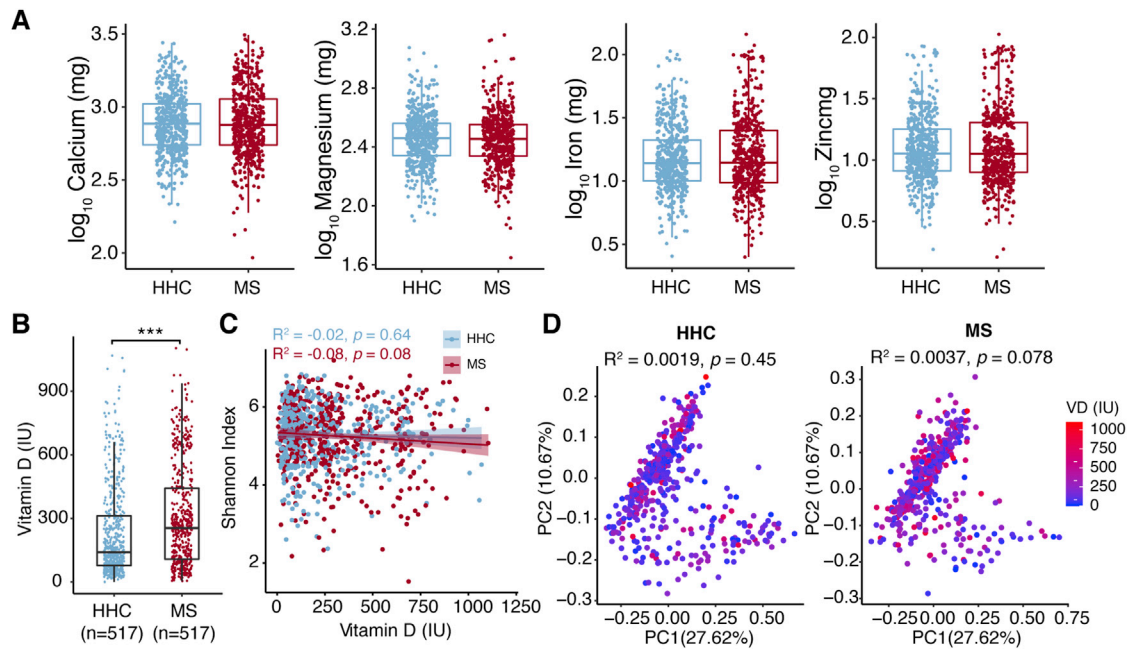 A
log10 Calcium (mg)
3.5
3.0
2.5
2.0
HHC MS
log10 Magnesium (mg)
3.2
2.8
2.4
2.0
1.6
HHC MS
log10 Iron (mg)
2.0
1.5
1.0
0.5
HHC MS
log10 Zincmg
2.0
1.5
1.0
0.5
HHC MS
B
***
Vitamin D (IU)
900
600
300
0
HHC MS
(n=517) (n=517)
C
R² = -0.02, p = 0.64
R² = -0.08, p = 0.08
HHC
MS
Shannon Index
6
4
2
0 250 500 750 1000 1250
Vitamin D (IU)
D
HHC
R² = 0.0019, p = 0.45
PC2 (10.67%)
0.2
0.1
0.0
−0.1
−0.2
−0.3
−0.25 0.00 0.25 0.50
PC1(27.62%)
MS
R² = 0.0037, p = 0.078
PC2 (10.67%)
0.3
0.2
0.1
0.0
−0.1
−0.2
−0.3
−0.25 0.00 0.25 0.50 0.75
PC1(27.62%)
VD (IU)
1000
750
500
250
0